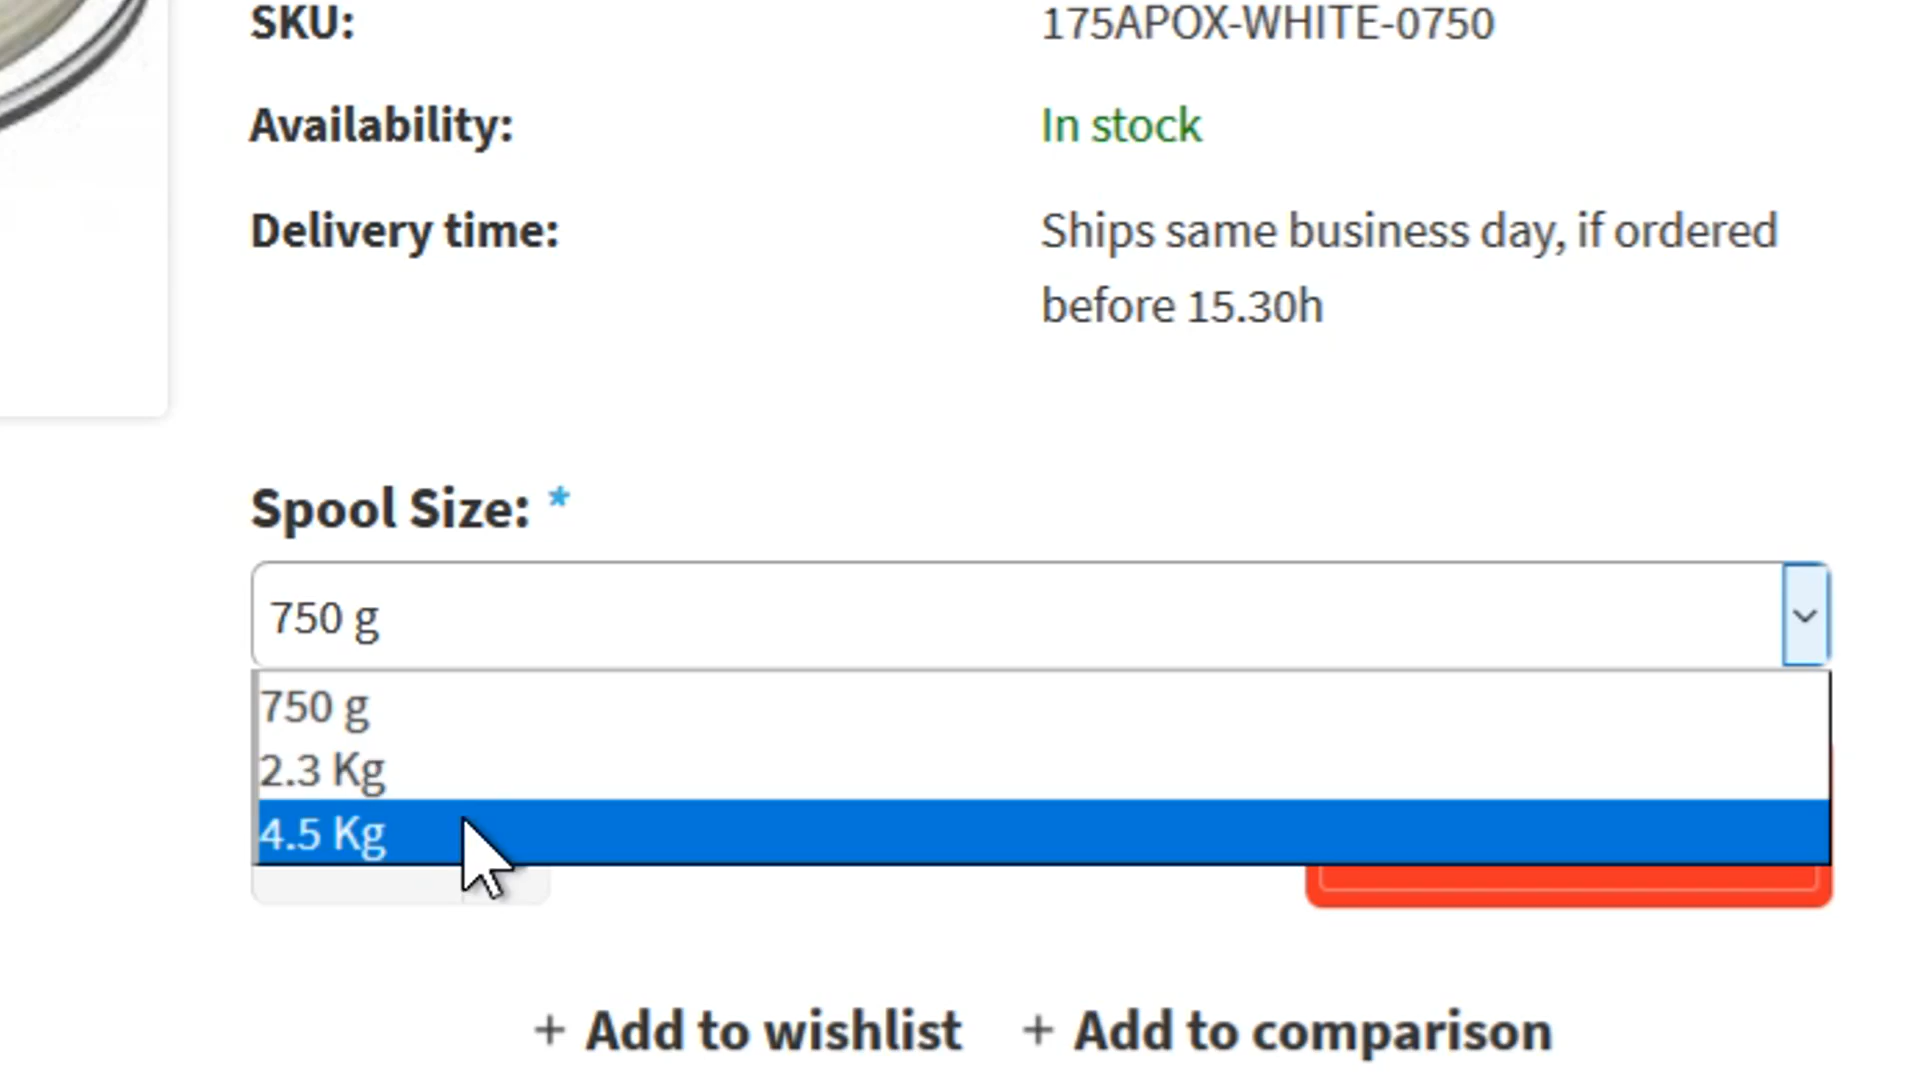 SKU: 175APOX-WHITE-0750
Availability: In stock
Delivery time: Ships same business day, if ordered
before 15.30h
Spool Size: *
750 g
750 g
2.3 Kg
4.5 Kg
+ Add to wishlist + Add to comparison